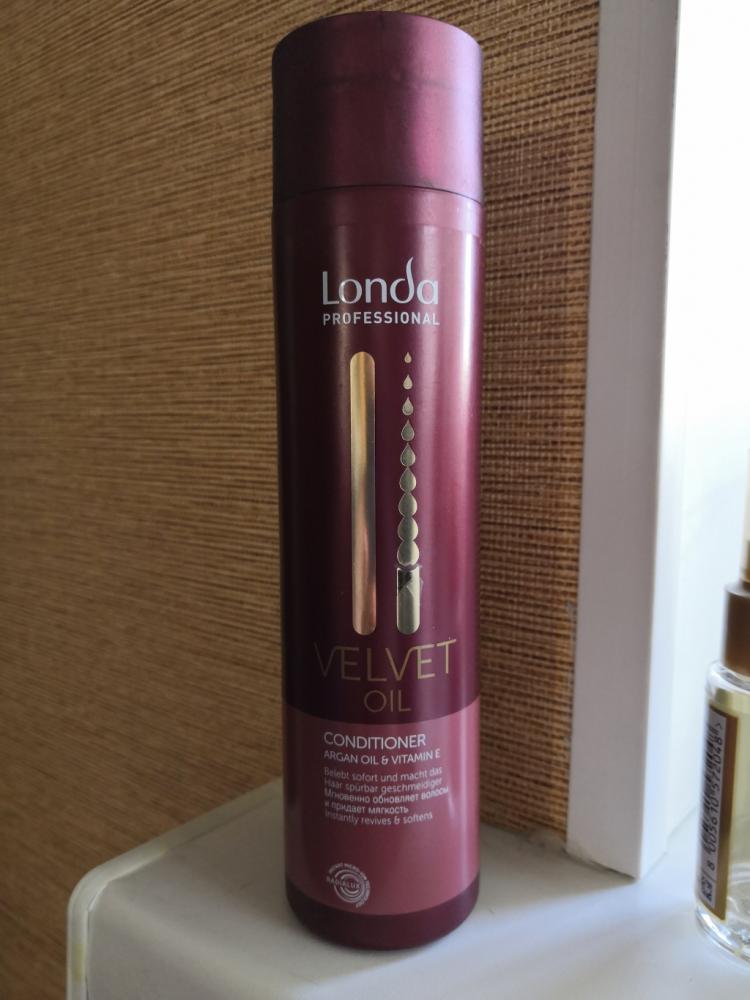 Londa
PROFESSIONAL
VELVET
OIL
CONDITIONER
ARGAN OIL & VITAMIN E
Belebt sofort und macht das
Haar spürbar geschmeidiger
Мгновенно обновляет волосы
и придает мягкость
Instantly revives & softens
RADIALUX